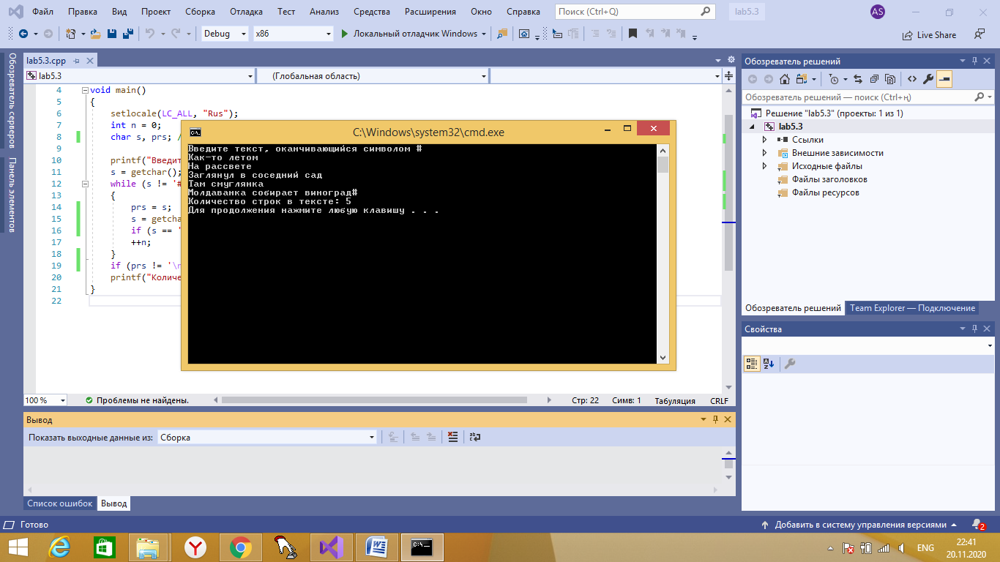 Файл Правка Вид Проект Сборка Отладка Тест Анализ Средства Расширения Окно Справка Поиск (Ctrl+Q) lab5.3 AS
Debug x86 Локальный отладчик Windows Live Share
Обозреватель серверов
Панель элементов
lab5.3.cpp
lab5.3 (Глобальная область)
4 void main()
5 {
6 setlocale(LC_ALL, "Rus");
7 int n = 0;
8 char s, prs; /
9
10 printf("Введит
11 s = getchar();
12 while (s != '#
13 {
14 prs = s;
15 s = getcha
16 if (s == '
17 ++n;
18 }
19 if (prs != '\n
20 printf("Количе
21 }
22
C:\Windows\system32\cmd.exe
Введите текст, оканчивающийся символом #
Как-то летом
На рассвете
Заглянул в соседний сад
Там смуглянка
Молдаванка собирает виноград#
Количество строк в тексте: 5
Для продолжения нажмите любую клавишу . . .
100 % Проблемы не найдены. Стр: 22 Симв: 1 Табуляция CRLF
Вывод
Показать выходные данные из: Сборка
Список ошибок Вывод
Обозреватель решений
Обозреватель решений — поиск (Ctrl+ң)
Решение "lab5.3" (проекты: 1 из 1)
lab5.3
Ссылки
Внешние зависимости
Исходные файлы
Файлы заголовков
Файлы ресурсов
Обозреватель решений Team Explorer — Подключение
Свойства
Готово Добавить в систему управления версиями 2
ENG 22:41
20.11.2020